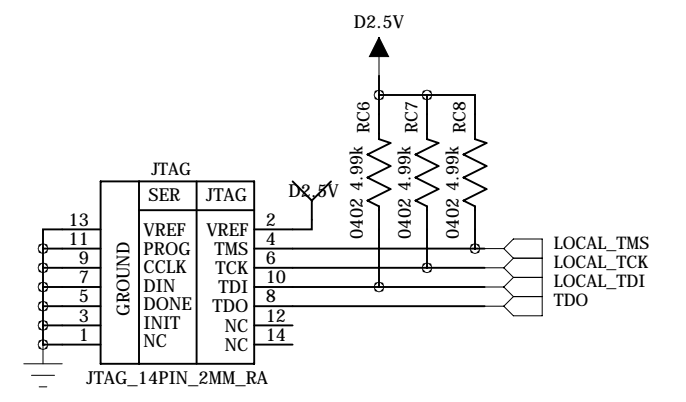 D2.5V
RC6
RC7
RC8
0402 4.99k
0402 4.99k
0402 4.99k
JTAG
SER JTAG
D2.5V
GROUND
13 VREF VREF 2
11 PROG TMS 4
9 CCLK TCK 6
7 DIN TDI 10
5 DONE TDO 8
3 INIT NC 12
1 NC NC 14
LOCAL_TMS
LOCAL_TCK
LOCAL_TDI
TDO
JTAG_14PIN_2MM_RA